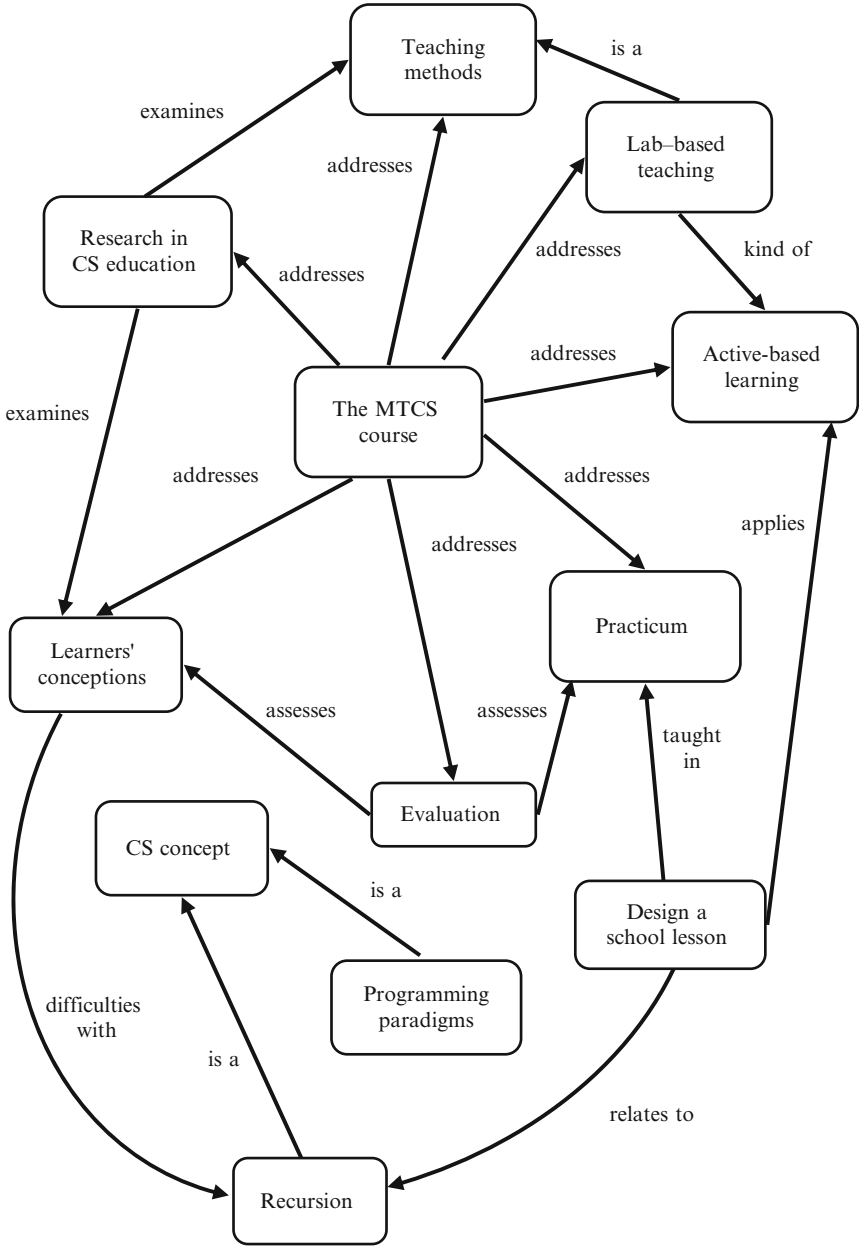 Teaching
methods
is a
examines
Lab–based
teaching
addresses
Research in
CS education
addresses
kind of
addresses
addresses
Active-based
learning
The MTCS
course
examines
addresses
addresses
applies
addresses
Practicum
Learners'
conceptions
assesses
assesses
taught
in
Evaluation
CS concept
is a
Design a
school lesson
Programming
paradigms
difficulties
with
is a
relates to
Recursion